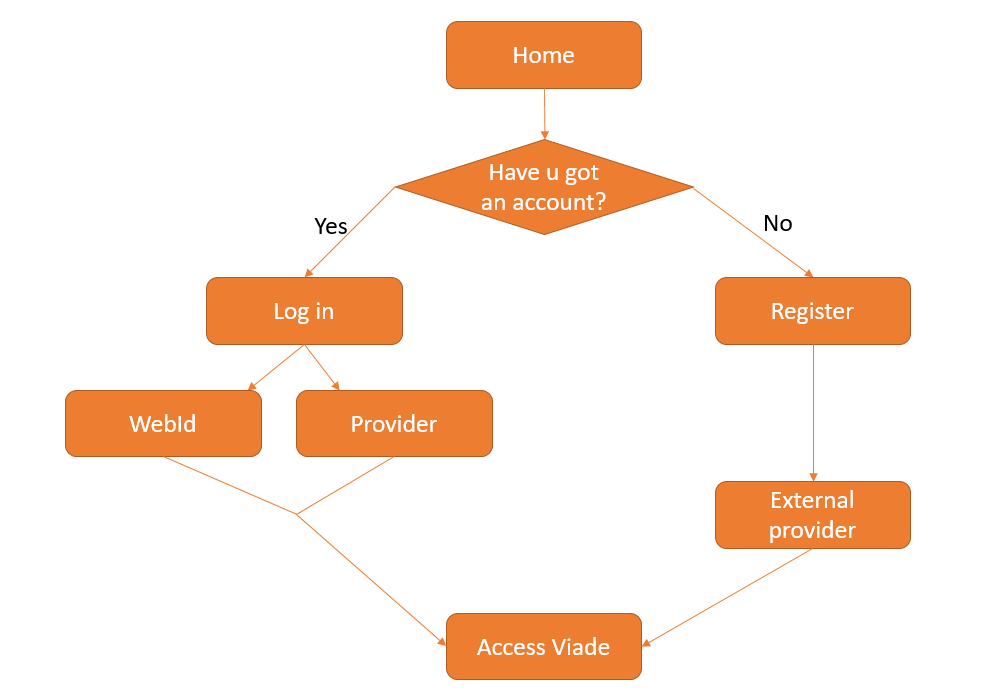 Home
Have u got
an account?
Yes
No
Log in
Register
WebId
Provider
External
provider
Access Viade